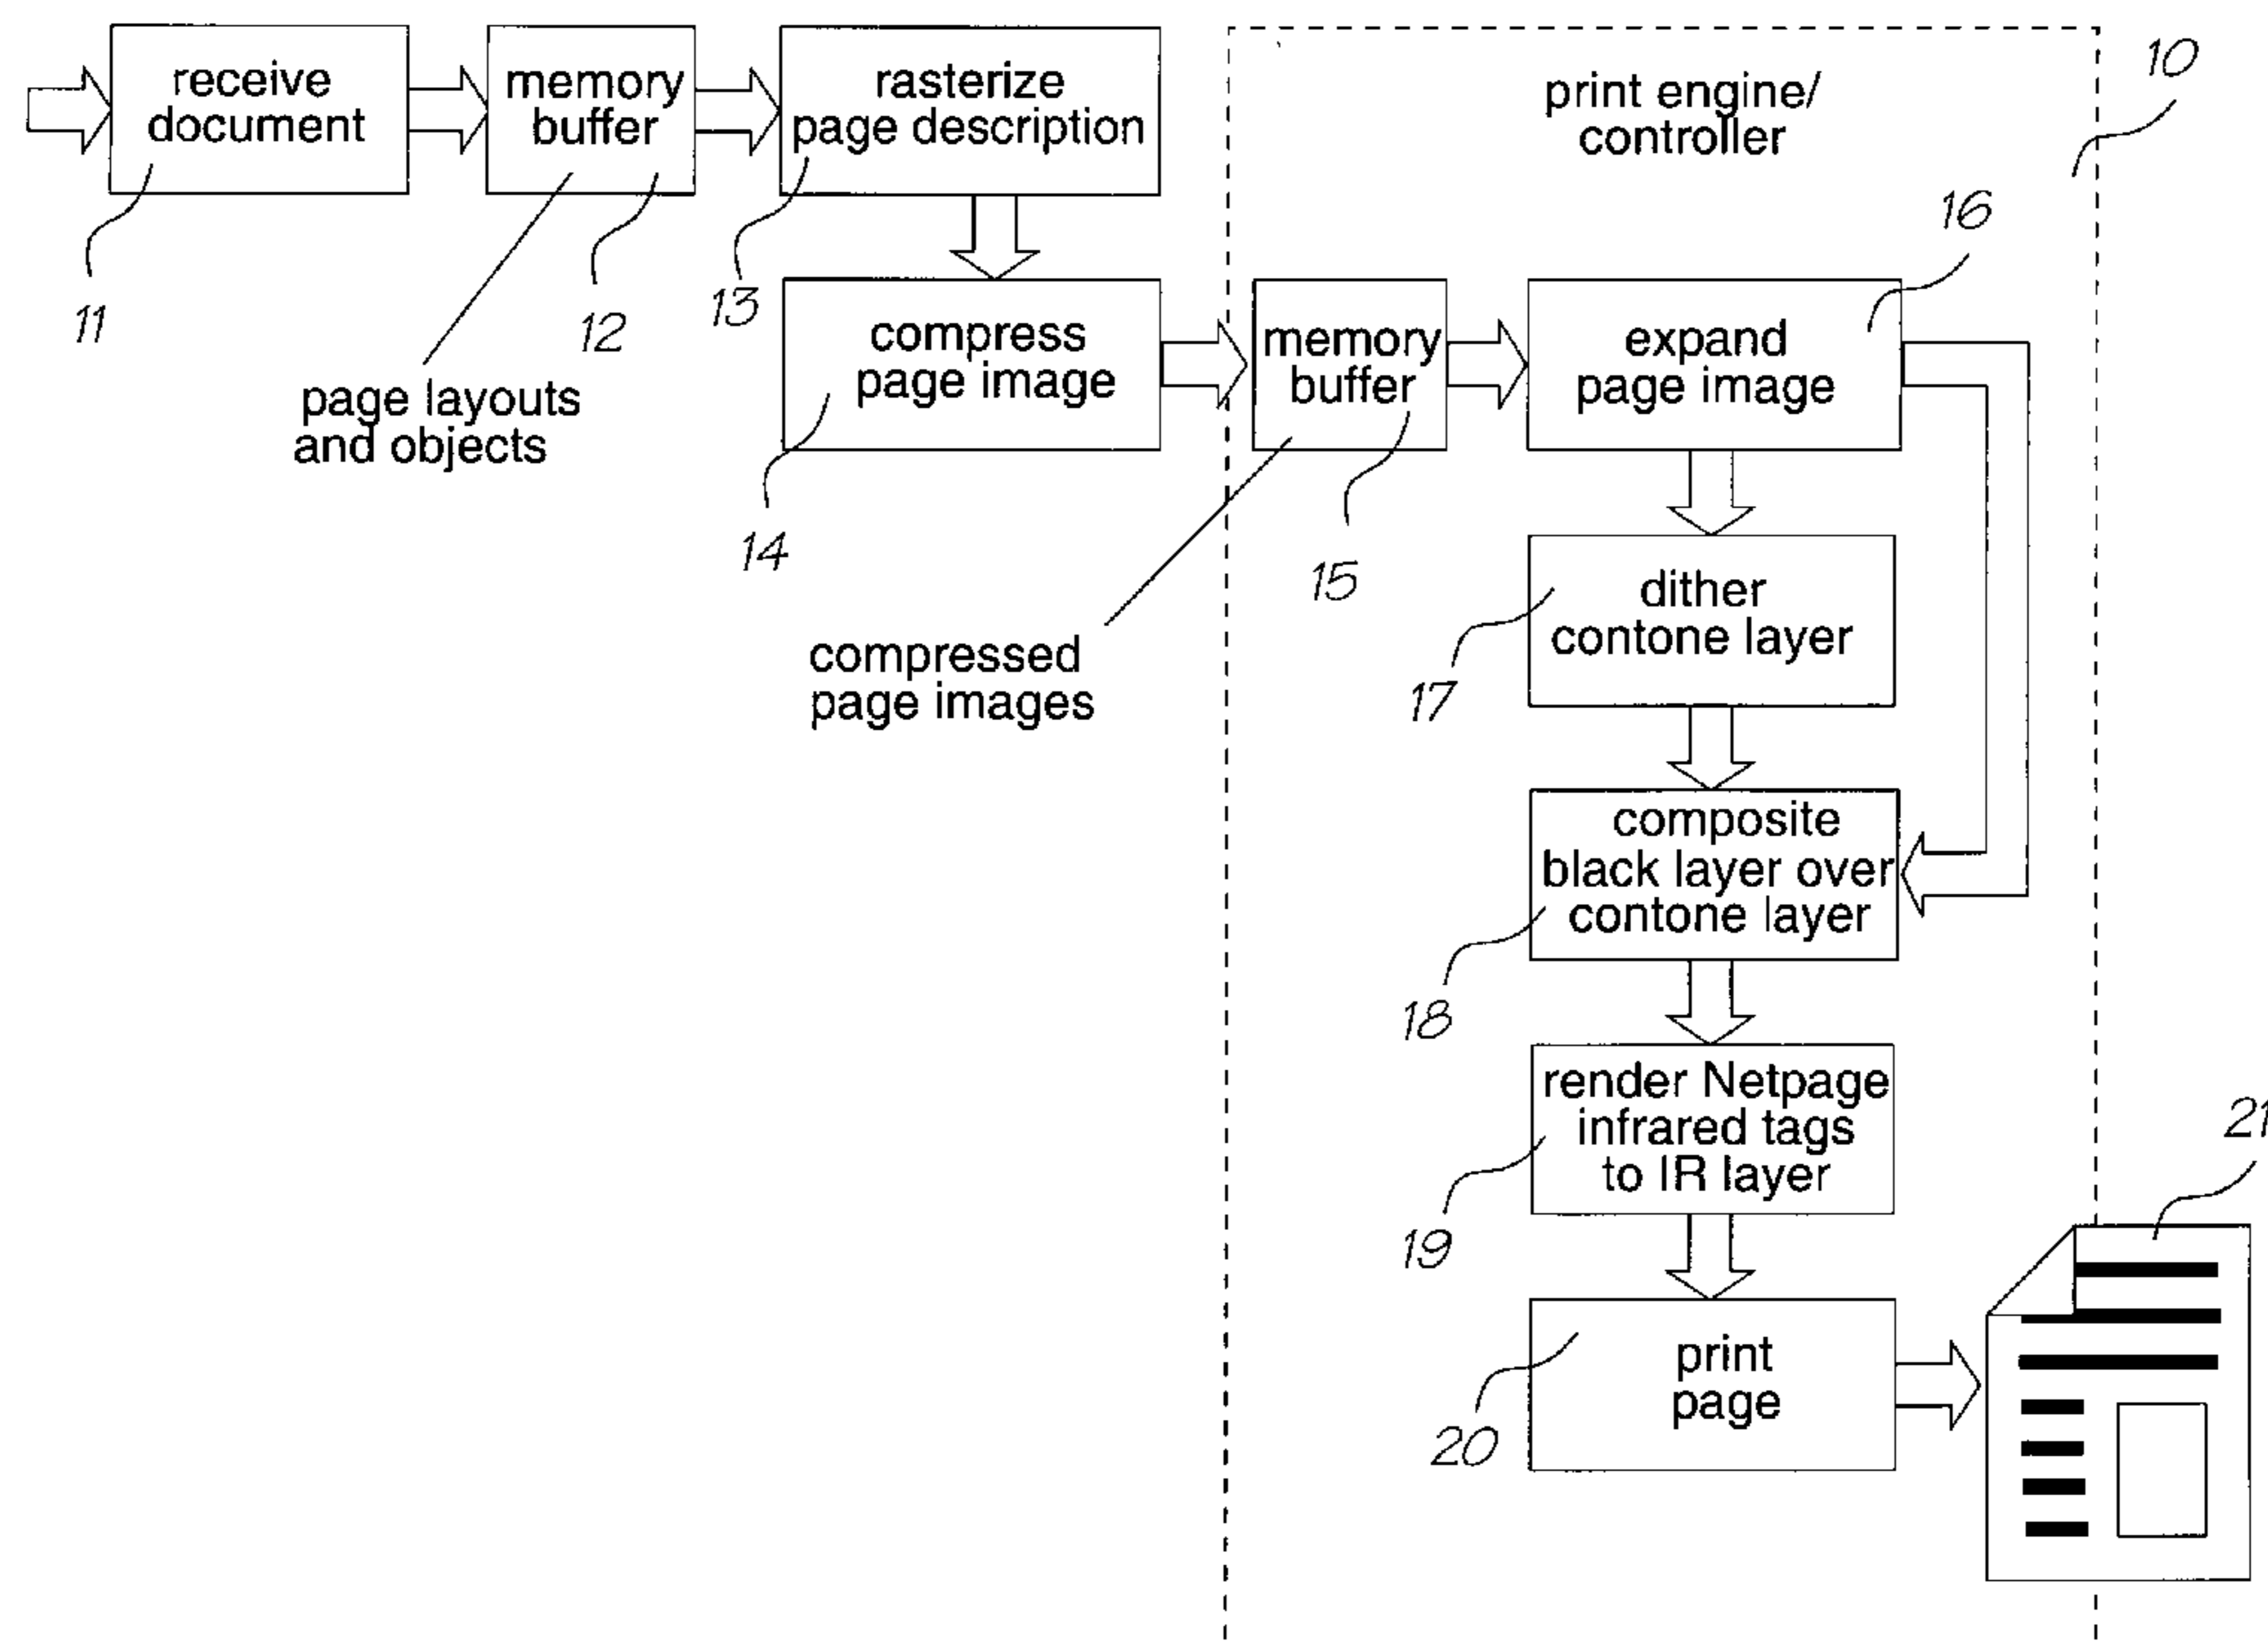 receive
document
11
memory
buffer
12
page layouts
and objects
rasterize
page description
13
compress
page image
14
print engine/
controller
10
memory
buffer
15
compressed
page images
expand
page image
16
dither
contone layer
17
composite
black layer over
contone layer
18
render Netpage
infrared tags
to IR layer
19
print
page
20
21